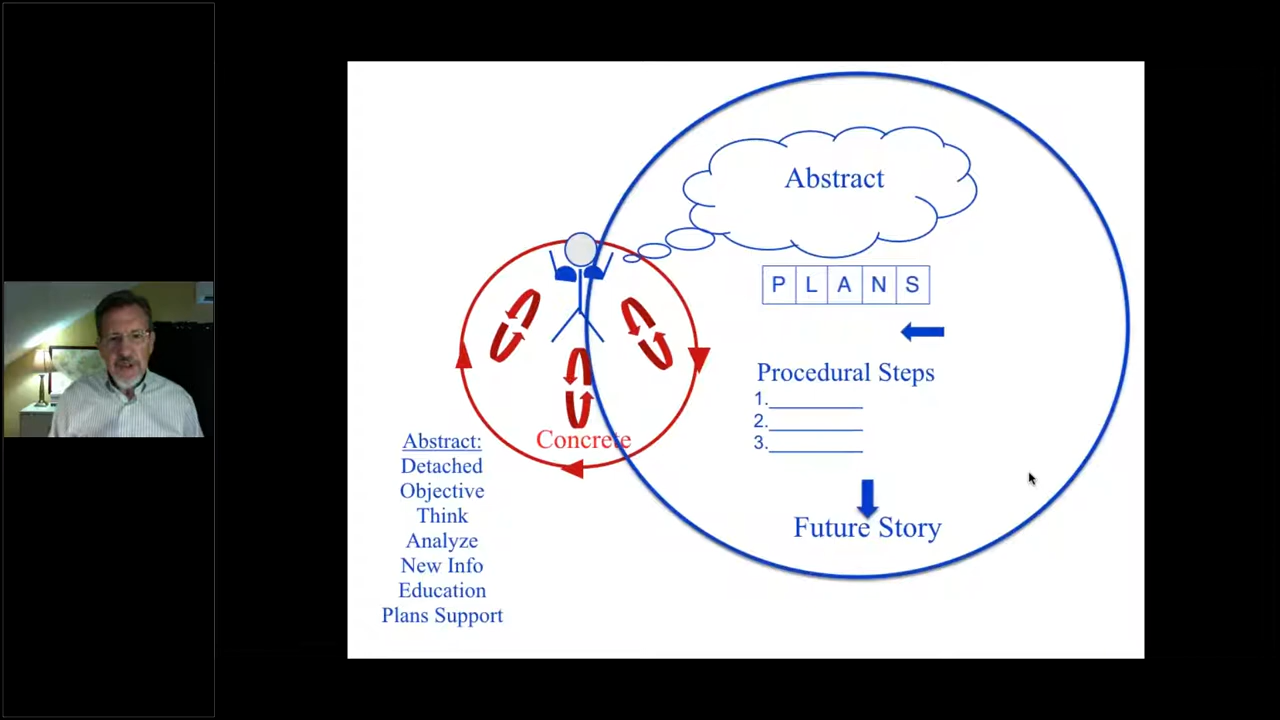 Abstract
P L A N S
Procedural Steps
1.
2.
3.
Future Story
Concrete
Abstract:
Detached
Objective
Think
Analyze
New Info
Education
Plans Support